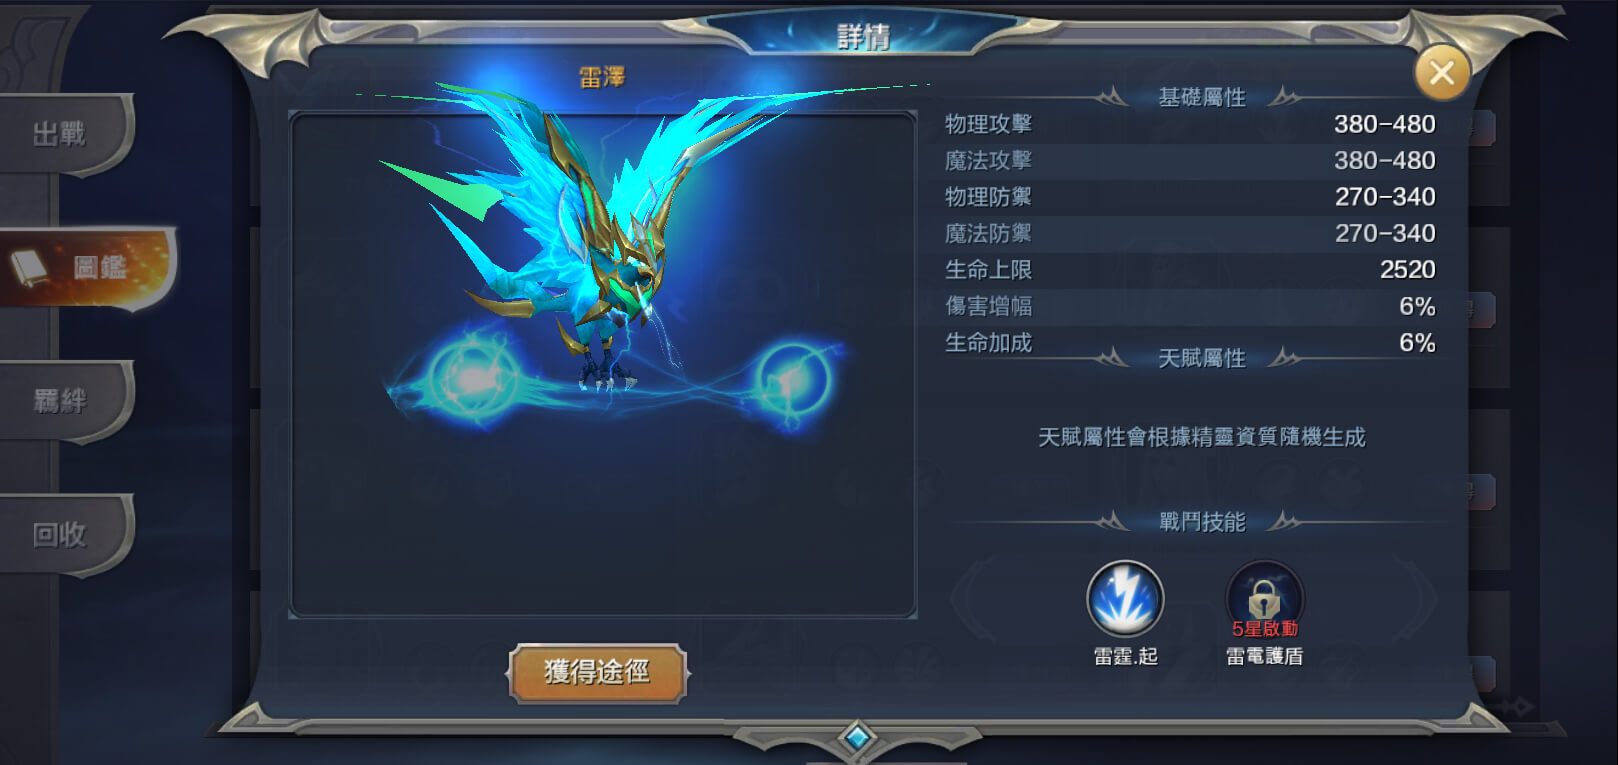 詳情
雷澤
出戰
圖鑑
羈絆
回收
基礎屬性
物理攻擊 380-480
魔法攻擊 380-480
物理防禦 270-340
魔法防禦 270-340
生命上限 2520
傷害增幅 6%
生命加成 6%
天賦屬性
天賦屬性會根據精靈資質隨機生成
戰鬥技能
5星啟動
雷霆.起 雷電護盾
獲得途徑